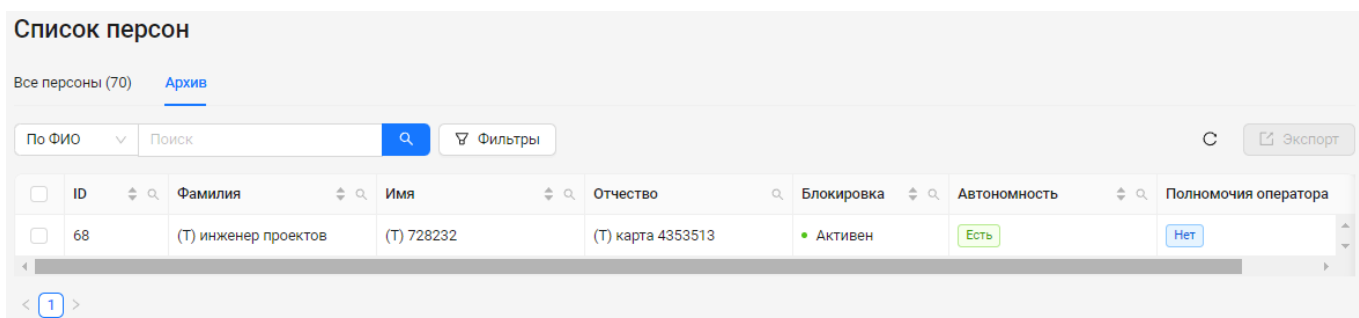 Список персон
Все персоны (70) Архив
По ФИО Поиск Фильтры Экспорт
ID Фамилия Имя Отчество Блокировка Автономность Полномочия оператора
68 (Т) инженер проектов (Т) 728232 (Т) карта 4353513 Активен Есть Нет
< 1 >